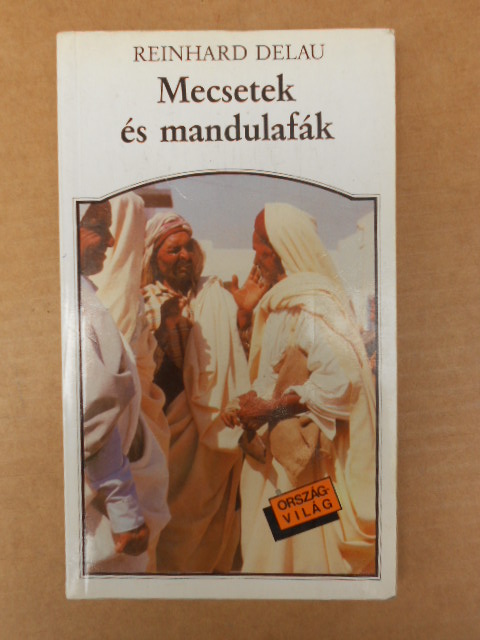 REINHARD DELAU
Mecsetek
és mandulafák
ORSZÁG-
VILÁG